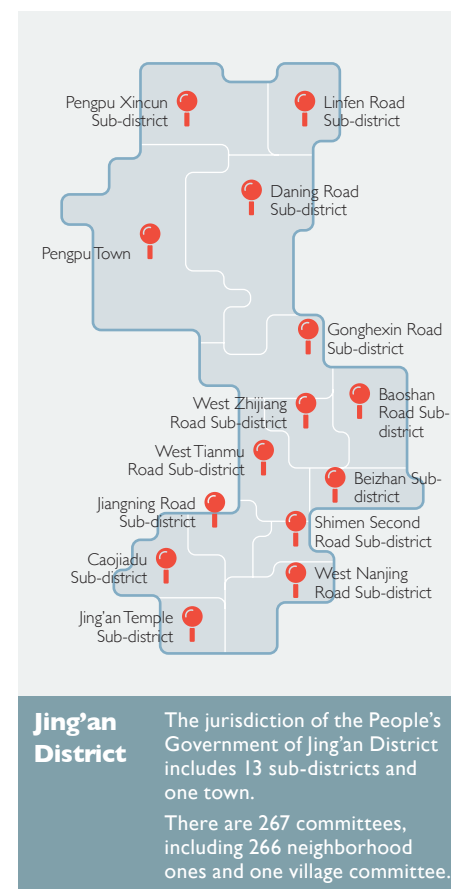 Pengpu Xincun
Sub-district
Linfen Road
Sub-district
Daning Road
Sub-district
Pengpu Town
Gonghexin Road
Sub-district
West Zhijiang
Road Sub-district
Baoshan
Road Sub-
district
West Tianmu
Road Sub-district
Beizhan Sub-
district
Jiangning Road
Sub-district
Shimen Second
Road Sub-district
Caojiadu
Sub-district
West Nanjing
Road Sub-district
Jing’an Temple
Sub-district
Jing’an
District
The jurisdiction of the People’s
Government of Jing’an District
includes 13 sub-districts and
one town.
There are 267 committees,
including 266 neighborhood
ones and one village committee.